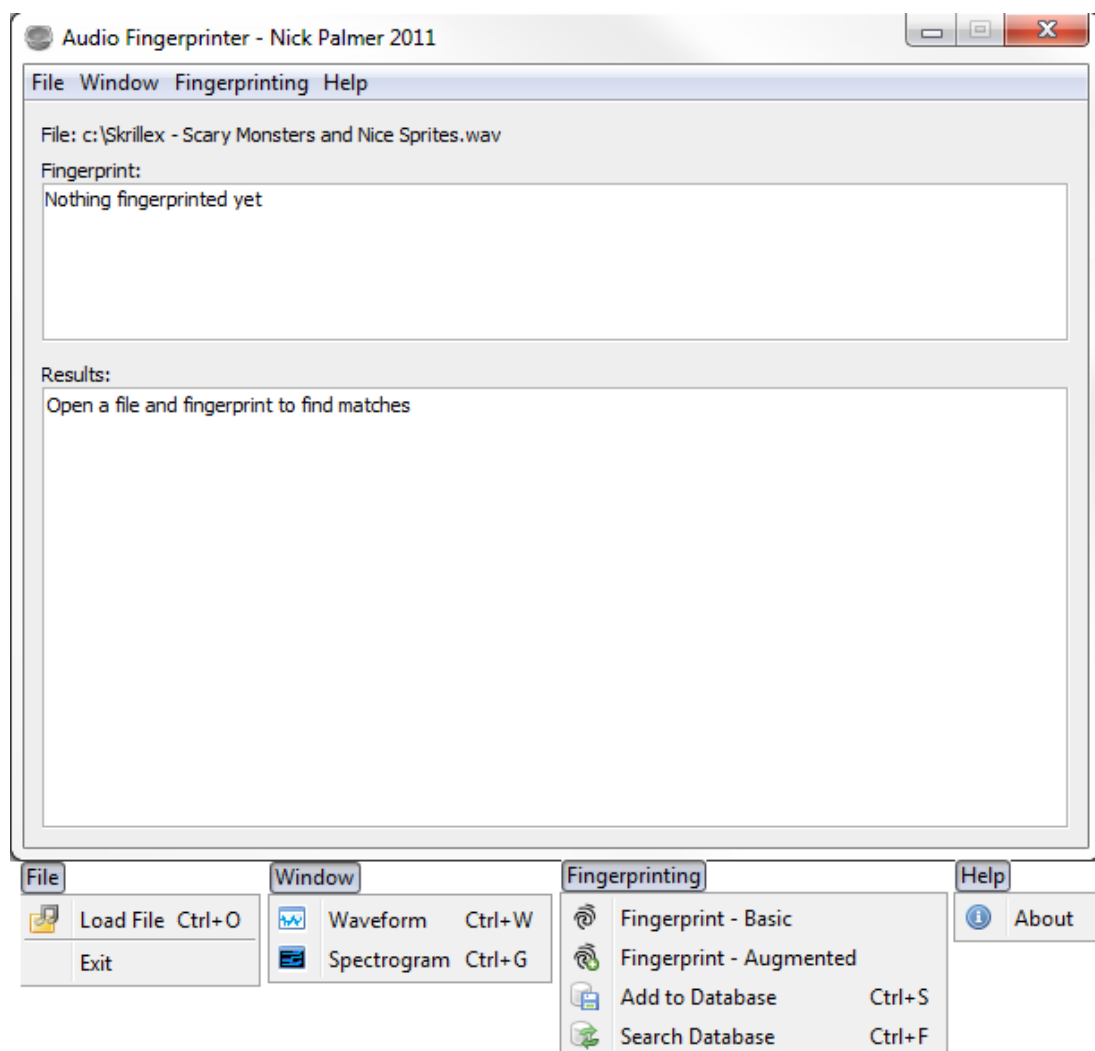 Audio Fingerprinter - Nick Palmer 2011
File Window Fingerprinting Help
File: c:\Skrillex - Scary Monsters and Nice Sprites.wav
Fingerprint:
Nothing fingerprinted yet
Results:
Open a file and fingerprint to find matches
File
Load File Ctrl+O
Exit
Window
Waveform Ctrl+W
Spectrogram Ctrl+G
Fingerprinting
Fingerprint - Basic
Fingerprint - Augmented
Add to Database Ctrl+S
Search Database Ctrl+F
Help
About